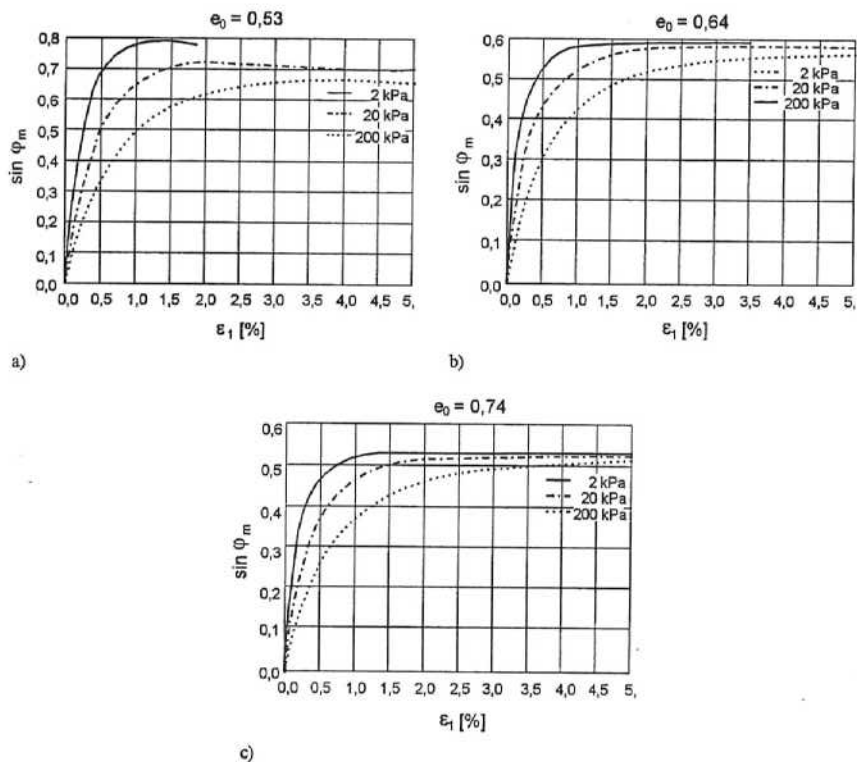 e0 = 0,53
0,8
0,7
0,6
0,5
0,4
0,3
0,2
0,1
0,0
sin φm
2 kPa
20 kPa
200 kPa
0,0 0,5 1,0 1,5 2,0 2,5 3,0 3,5 4,0 4,5 5,
ε1 [%]
a)
e0 = 0,64
0,6
0,5
0,4
0,3
0,2
0,1
0,0
sin φm
2 kPa
20 kPa
200 kPa
0,0 0,5 1,0 1,5 2,0 2,5 3,0 3,5 4,0 4,5 5,
ε1 [%]
b)
e0 = 0,74
0,6
0,5
0,4
0,3
0,2
0,1
0,0
sin φm
2 kPa
20 kPa
200 kPa
0,0 0,5 1,0 1,5 2,0 2,5 3,0 3,5 4,0 4,5 5,
ε1 [%]
c)